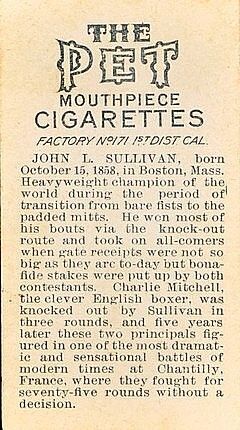 THE
PET
MOUTHPIECE
CIGARETTES
FACTORY Nº171 1ST DIST CAL.
JOHN L. SULLIVAN, born
October 15, 1858, in Boston, Mass.
Heavyweight champion of the
world during the period of
transition from bare fists to the
padded mitts. He won most of
his bouts via the knock-out
route and took on all-comers
when gate receipts were not so
big as they are to-day but bona-
fide stakes were put up by both
contestants. Charlie Mitchell,
the clever English boxer, was
knocked out by Sullivan in
three rounds, and five years
later these two principals fig-
ured in one of the most dramat-
ic and sensational battles of
modern times at Chantilly,
France, where they fought for
seventy-five rounds without a
decision.